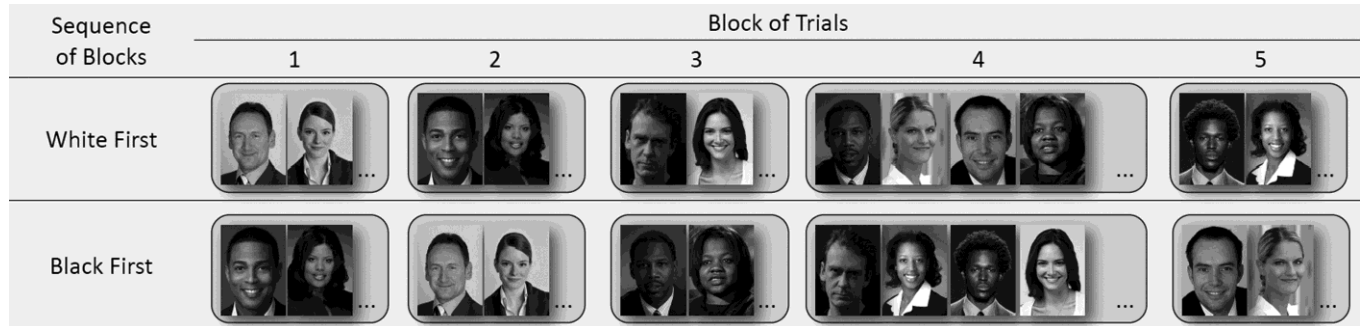 Sequence
of Blocks
Block of Trials
1 2 3 4 5
White First
... ... ... ... ...
Black First
... ... ... ... ...